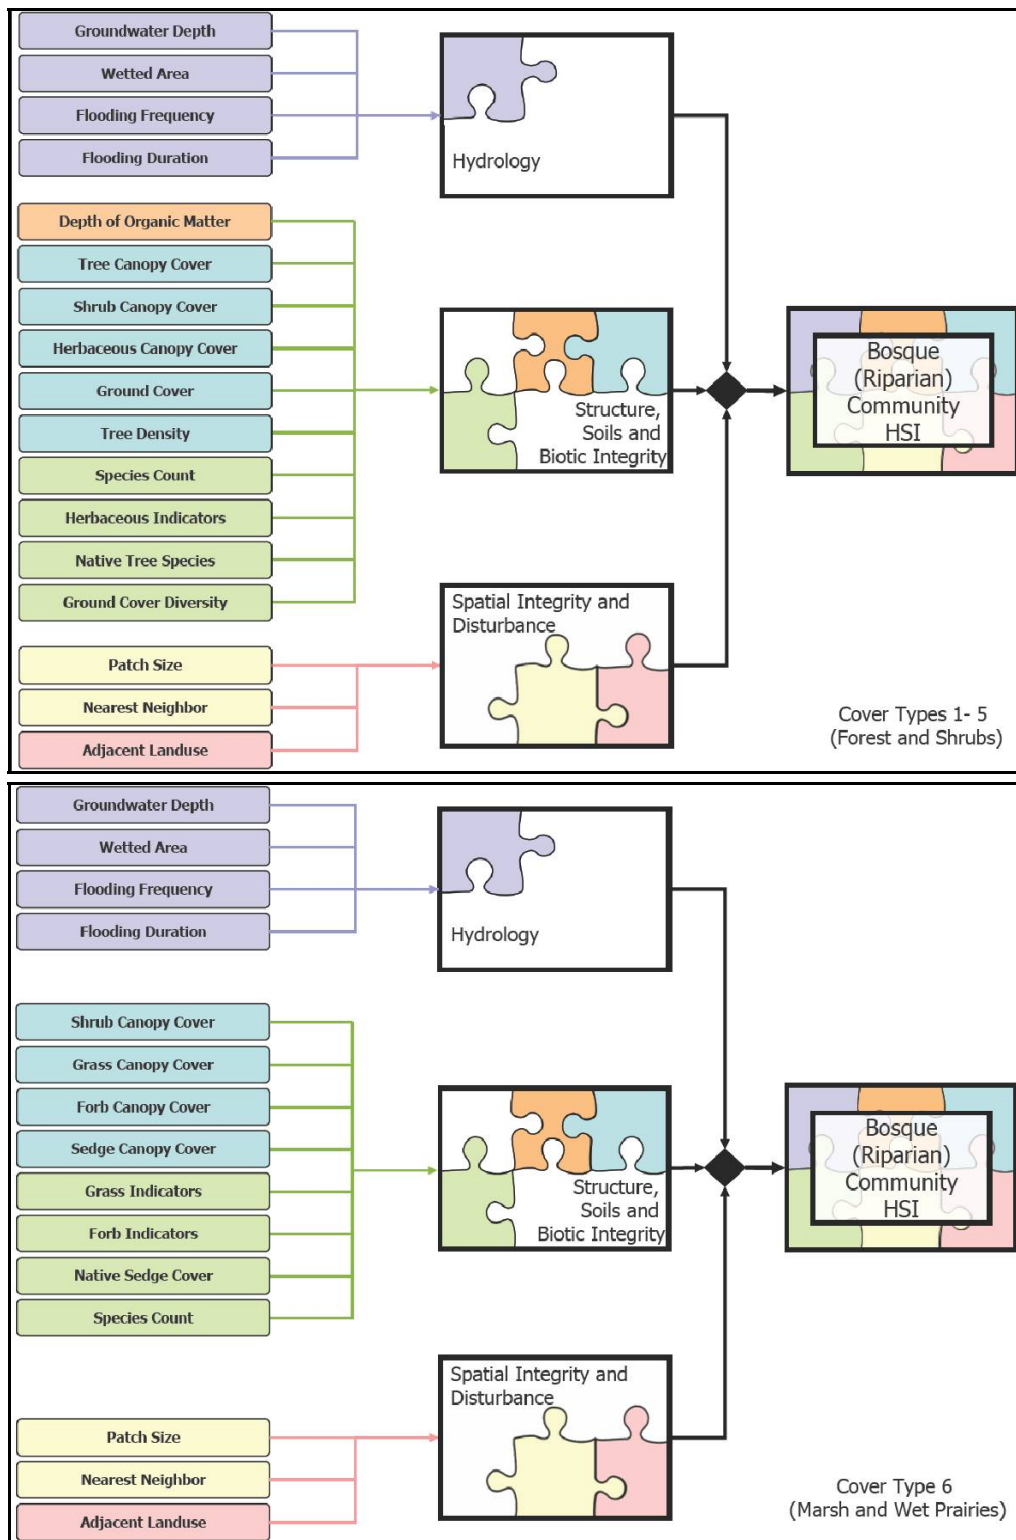 Groundwater Depth
Wetted Area
Flooding Frequency
Flooding Duration
Hydrology
Depth of Organic Matter
Tree Canopy Cover
Shrub Canopy Cover
Herbaceous Canopy Cover
Ground Cover
Tree Density
Species Count
Herbaceous Indicators
Native Tree Species
Ground Cover Diversity
Structure,
Soils and
Biotic Integrity
Bosque
(Riparian)
Community
HSI
Patch Size
Nearest Neighbor
Adjacent Landuse
Spatial Integrity and
Disturbance
Cover Types 1- 5
(Forest and Shrubs)
Groundwater Depth
Wetted Area
Flooding Frequency
Flooding Duration
Hydrology
Shrub Canopy Cover
Grass Canopy Cover
Forb Canopy Cover
Sedge Canopy Cover
Grass Indicators
Forb Indicators
Native Sedge Cover
Species Count
Structure,
Soils and
Biotic Integrity
Bosque
(Riparian)
Community
HSI
Patch Size
Nearest Neighbor
Adjacent Landuse
Spatial Integrity and
Disturbance
Cover Type 6
(Marsh and Wet Prairies)